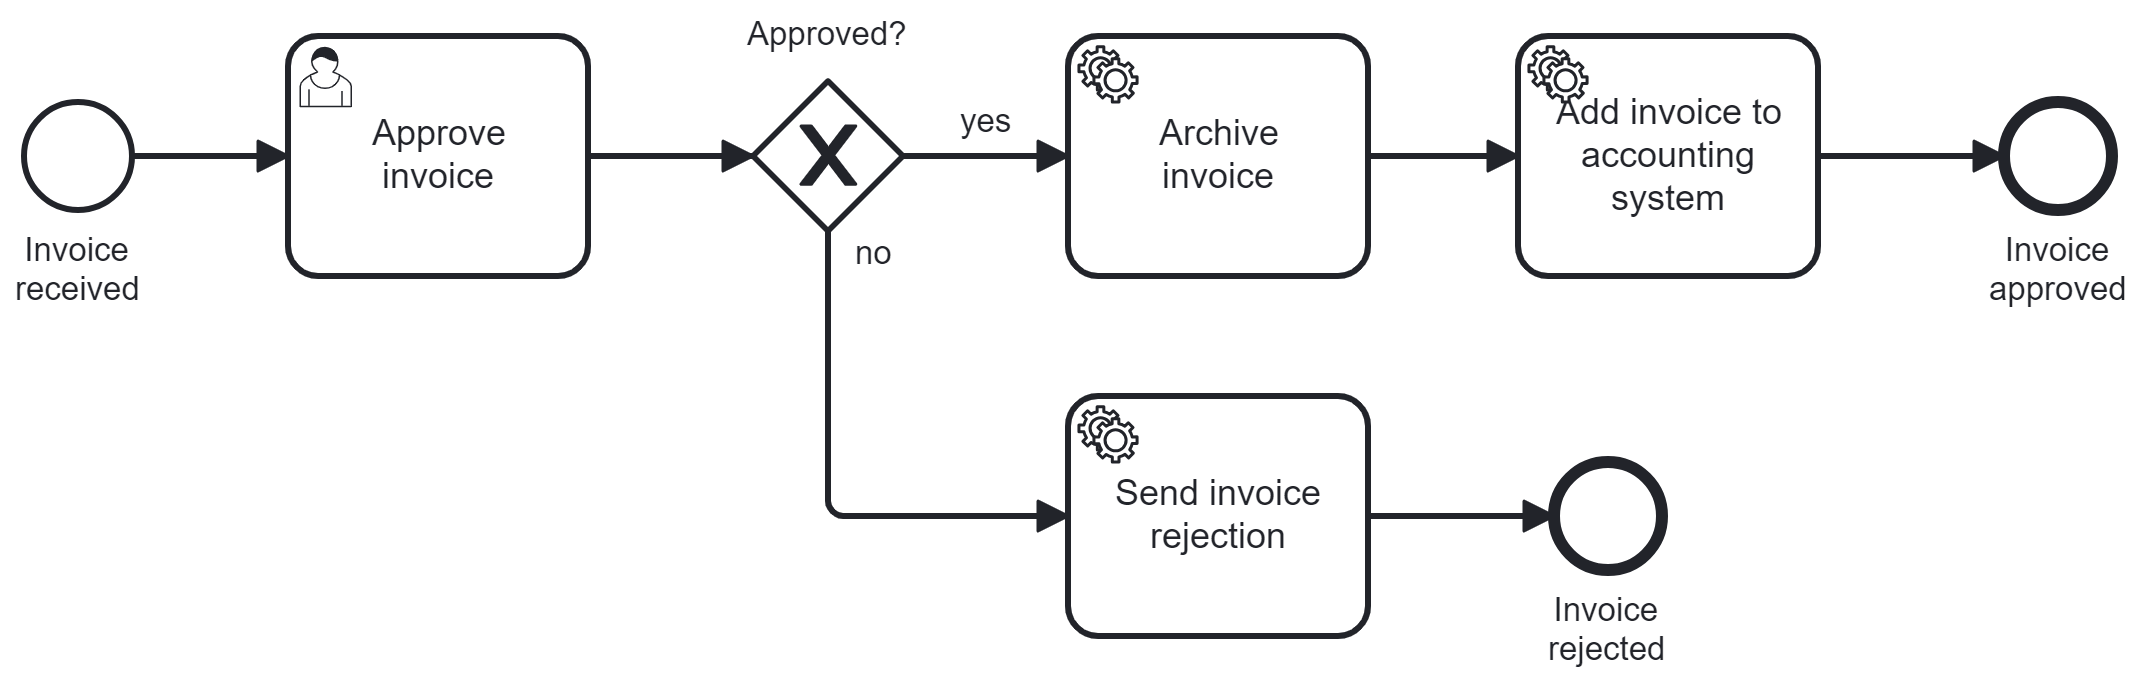 Approved?
Invoice
received
Approve
invoice
yes
no
Archive
invoice
Add invoice to
accounting
system
Invoice
approved
Send invoice
rejection
Invoice
rejected